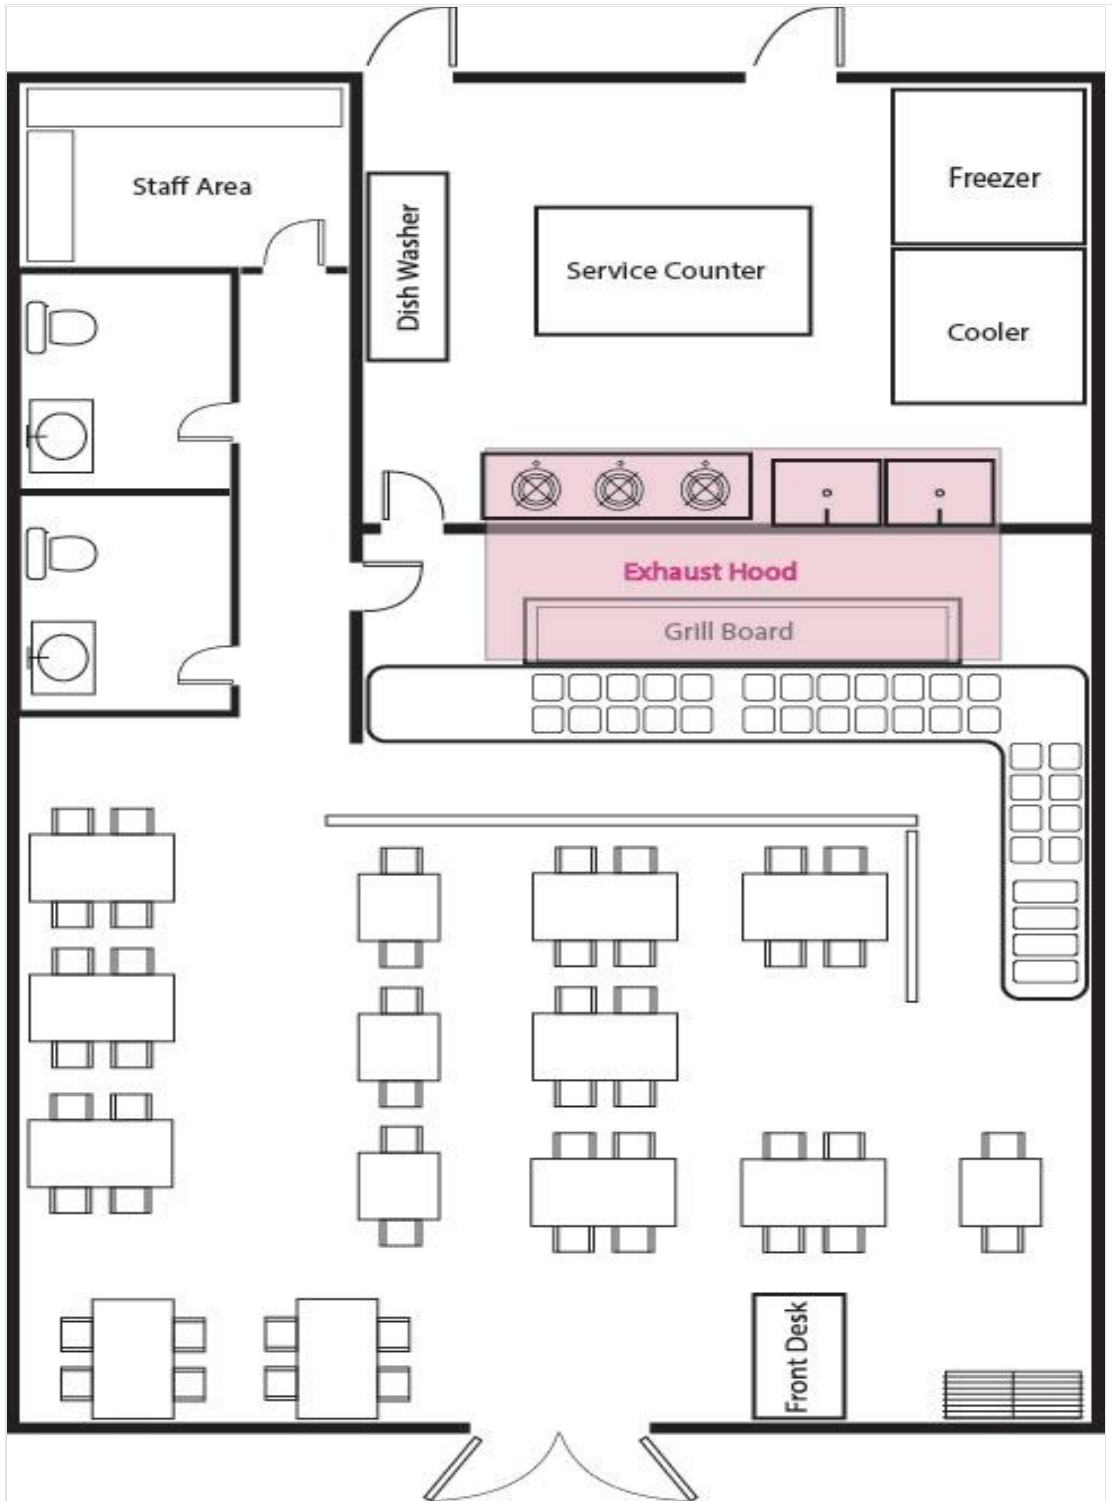 Staff Area
Dish Washer
Service Counter
Freezer
Cooler
Exhaust Hood
Grill Board
Front Desk